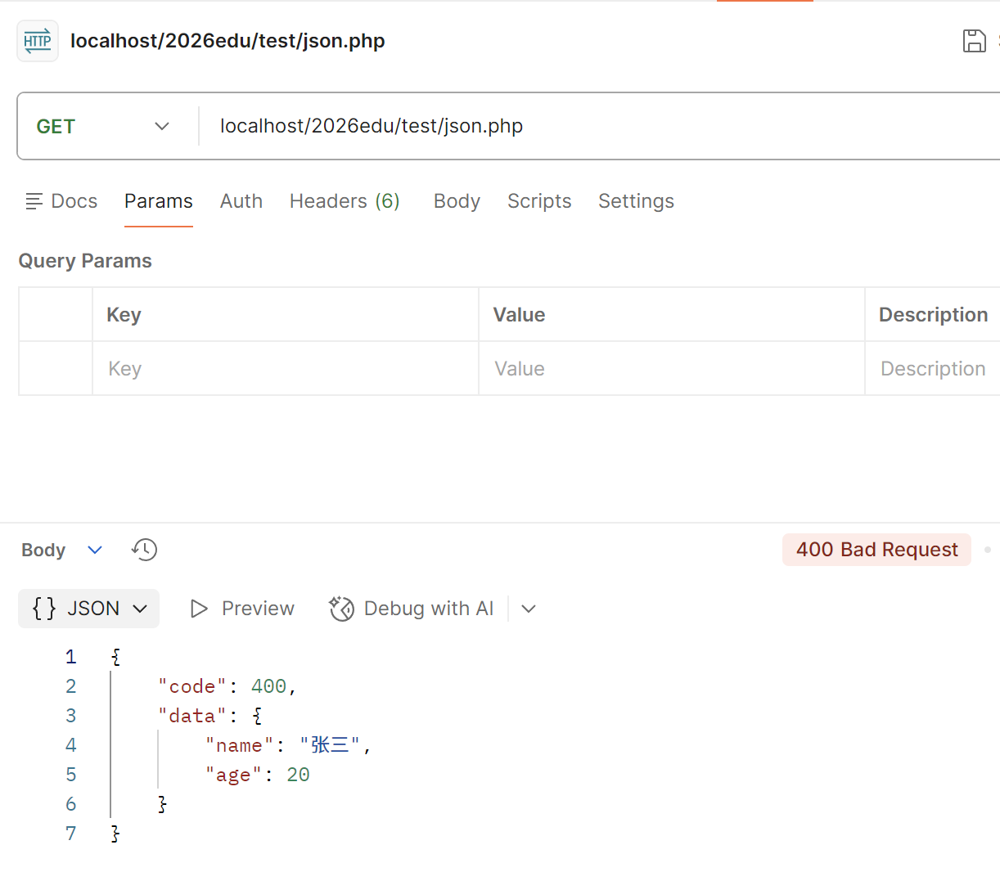 HTTP localhost/2026edu/test/json.php
GET localhost/2026edu/test/json.php
Docs Params Auth Headers (6) Body Scripts Settings
Query Params
Key Value Description
Key Value Description
Body 400 Bad Request
{} JSON Preview Debug with AI
1 {
2 "code": 400,
3 "data": {
4 "name": "张三",
5 "age": 20
6 }
7 }